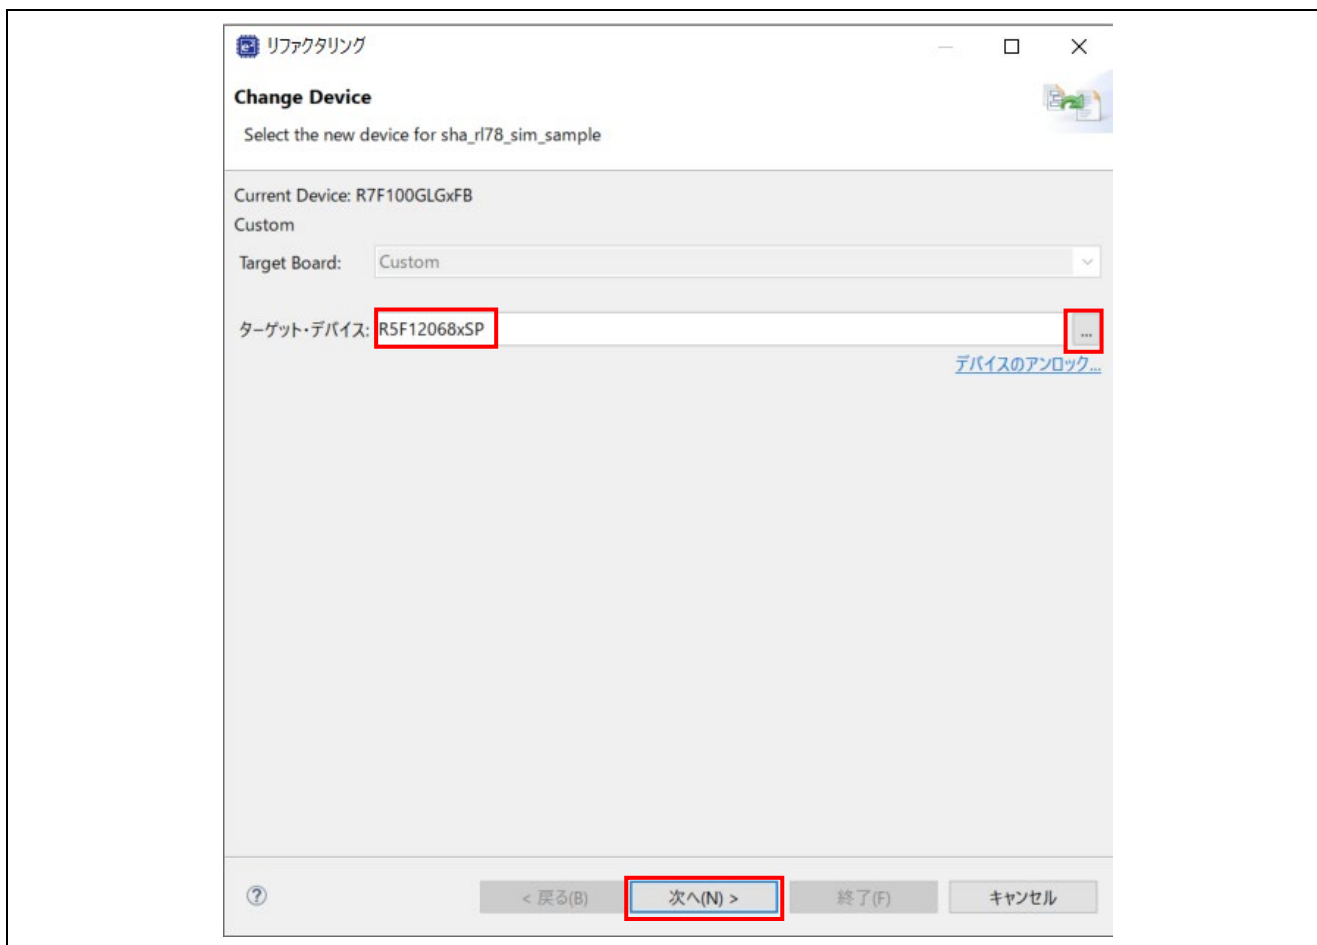 リファクタリング
Change Device
Select the new device for sha_rl78_sim_sample
Current Device: R7F100GLGxFB
Custom
Target Board: Custom
ターゲット・デバイス: R5F12068xSP ...
デバイスのアンロック...
< 戻る(B) 次へ(N) > 終了(F) キャンセル